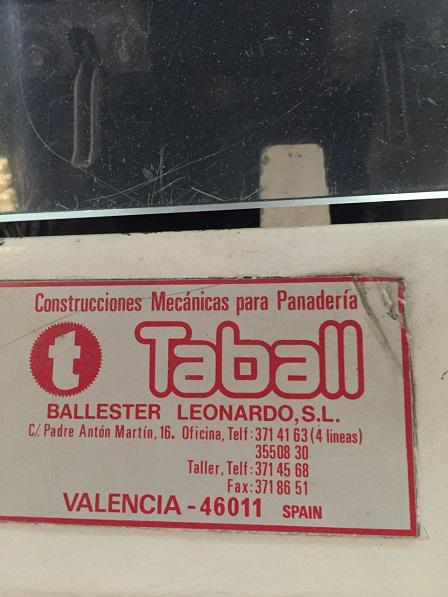 Construcciones Mecánicas para Panadería
t Taball
BALLESTER LEONARDO, S.L.
C/. Padre Antón Martín, 16. Oficina, Telf: 371 41 63 (4 lineas)
355 08 30
Taller, Telf: 371 45 68
Fax: 371 86 51
VALENCIA - 46011 SPAIN